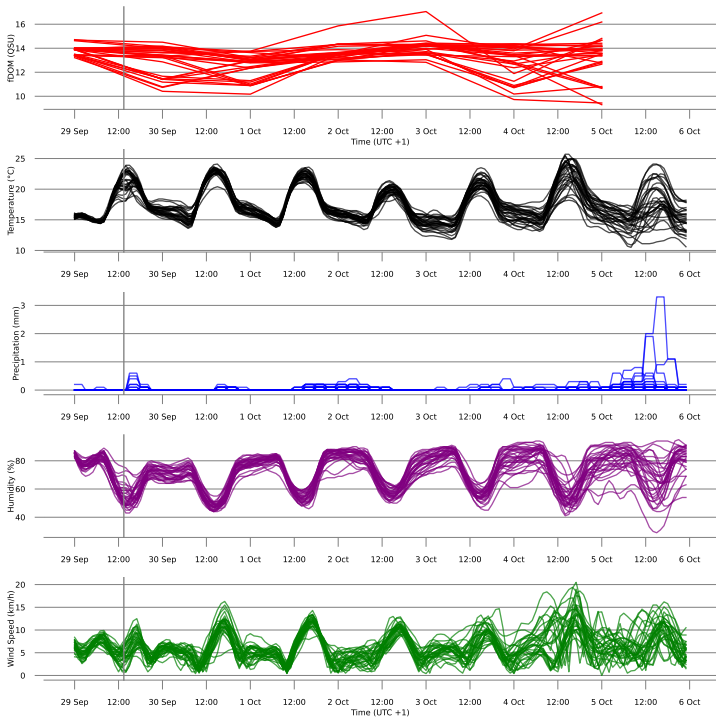 fDOM (QSU)
16
14
12
10
29 Sep 12:00 30 Sep 12:00 1 Oct 12:00 2 Oct 12:00 3 Oct 12:00 4 Oct 12:00 5 Oct 12:00 6 Oct
Time (UTC +1)
Temperature (°C)
25
20
15
10
29 Sep 12:00 30 Sep 12:00 1 Oct 12:00 2 Oct 12:00 3 Oct 12:00 4 Oct 12:00 5 Oct 12:00 6 Oct
Precipitation (mm)
3
2
1
0
29 Sep 12:00 30 Sep 12:00 1 Oct 12:00 2 Oct 12:00 3 Oct 12:00 4 Oct 12:00 5 Oct 12:00 6 Oct
Humidity (%)
80
60
40
29 Sep 12:00 30 Sep 12:00 1 Oct 12:00 2 Oct 12:00 3 Oct 12:00 4 Oct 12:00 5 Oct 12:00 6 Oct
Wind Speed (km/h)
20
15
10
5
0
29 Sep 12:00 30 Sep 12:00 1 Oct 12:00 2 Oct 12:00 3 Oct 12:00 4 Oct 12:00 5 Oct 12:00 6 Oct
Time (UTC +1)